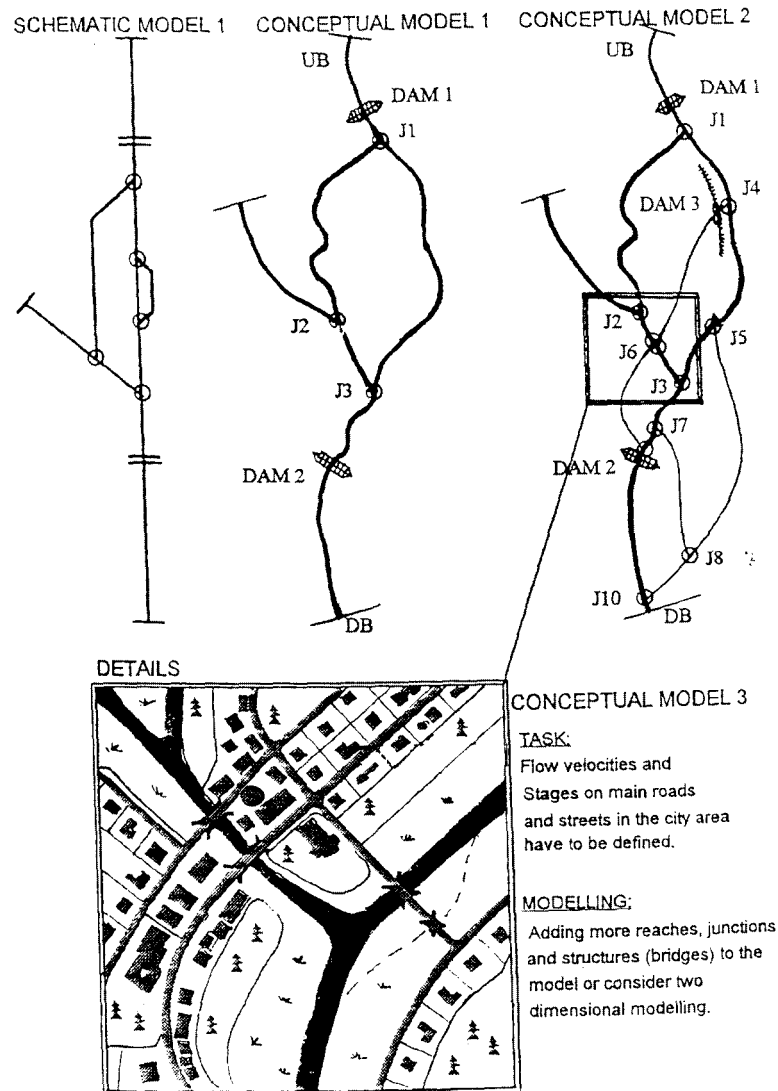 SCHEMATIC MODEL 1
CONCEPTUAL MODEL 1
CONCEPTUAL MODEL 2
UB
DAM 1
J1
J2
J3
DAM 2
DB
UB
DAM 1
J1
J4
DAM 3
J2
J6
J5
J3
J7
DAM 2
J8
J10
DB
DETAILS
CONCEPTUAL MODEL 3
TASK:
Flow velocities and
Stages on main roads
and streets in the city area
have to be defined.
MODELLING:
Adding more reaches, junctions
and structures (bridges) to the
model or consider two
dimensional modelling.